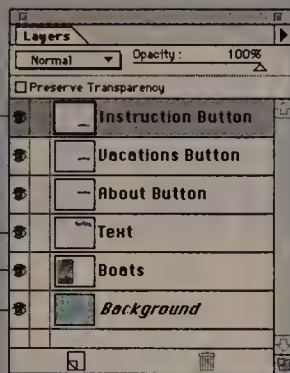 Layers
Normal Opacity: 100%
Preserve Transparency
Instruction Button
Vacations Button
About Button
Text
Boats
Background